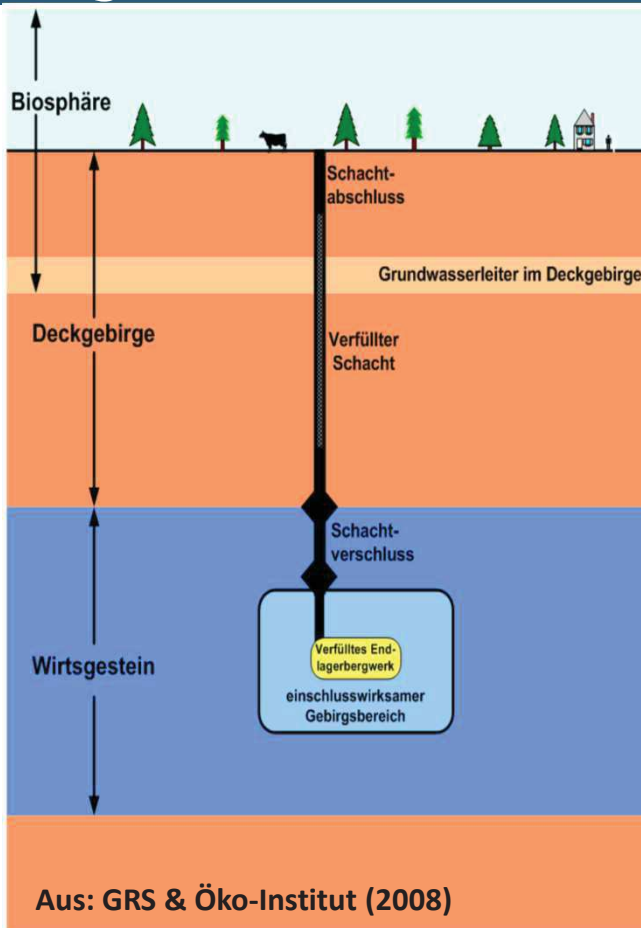 Biosphäre
Schacht-
abschluss
Grundwasserleiter im Deckgebirge
Deckgebirge
Verfüllter
Schacht
Schacht-
verschluss
Wirtsgestein
Verfülltes End-
lagerbergwerk
einschlusswirksamer
Gebirgsbereich
Aus: GRS & Öko-Institut (2008)